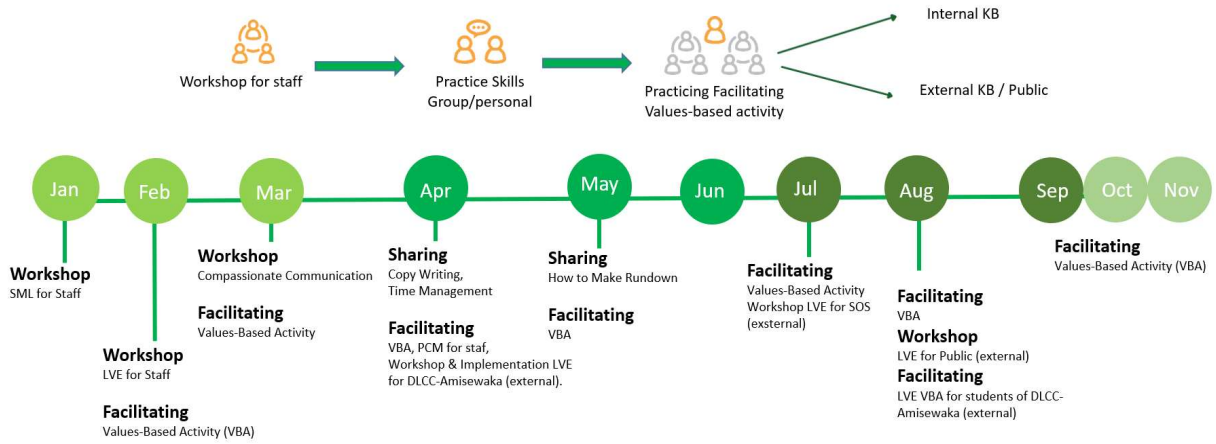 Internal KB
Workshop for staff
Practice Skills
Group/personal
Practicing Facilitating
Values-based activity
External KB / Public
Jan
Feb
Mar
Apr
May
Jun
Jul
Aug
Sep
Oct
Nov
Workshop
SML for Staff
Workshop
LVE for Staff
Facilitating
Values-Based Activity (VBA)
Workshop
Compassionate Communication
Facilitating
Values-Based Activity
Sharing
Copy Writing,
Time Management
Facilitating
VBA, PCM for staf,
Workshop & Implementation LVE
for DLCC-Amisewaka (external).
Sharing
How to Make Rundown
Facilitating
VBA
Facilitating
Values-Based Activity
Workshop LVE for SOS
(exsternal)
Facilitating
VBA
Workshop
LVE for Public (external)
Facilitating
LVE VBA for students of DLCC-
Amisewaka (external)
Facilitating
Values-Based Activity (VBA)